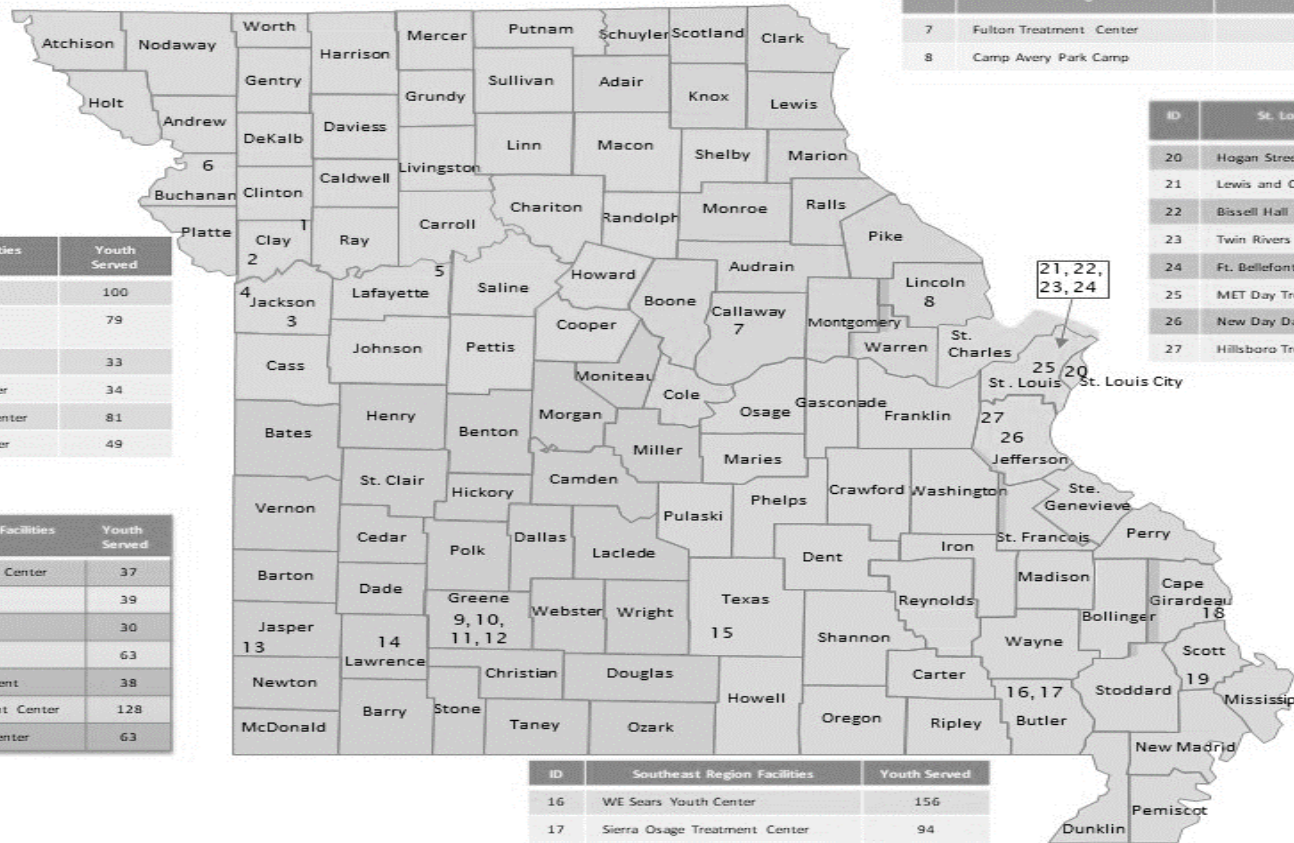 Atchison
Nodaway
Worth
Harrison
Mercer
Putnam
Schuyler
Scotland
Clark
Holt
Gentry
Grundy
Sullivan
Adair
Knox
Lewis
Andrew
DeKalb
Daviess
Linn
Macon
Shelby
Marion
6
Buchanan
Clinton
Caldwell
Livingston
Chariton
Randolph
Monroe
Ralls
Platte
Clay
1
2
Ray
Carroll
Pike
4
Jackson
3
Lafayette
5
Saline
Howard
Boone
Audrain
Callaway
7
Montgomery
Lincoln
8
Warren
St.
Charles
21, 22,
23, 24
25
St. Louis
20
St. Louis City
Cass
Johnson
Pettis
Cooper
Moniteau
Cole
Osage
Gasconade
Franklin
27
26
Jefferson
Bates
Henry
Benton
Morgan
Miller
Maries
Vernon
St. Clair
Hickory
Camden
Pulaski
Phelps
Crawford
Washington
Ste.
Genevieve
St. Francois
Perry
Barton
Cedar
Polk
Dallas
Laclede
Dent
Iron
Madison
Cape
Girardeau
18
Bollinger
Jasper
13
Dade
Greene
9, 10,
11, 12
Webster
Wright
Texas
15
Shannon
Reynolds
Wayne
Scott
19
14
Lawrence
Newton
Christian
Douglas
Howell
Carter
16, 17
Butler
Stoddard
McDonald
Barry
Stone
Taney
Ozark
Oregon
Ripley
New Madrid
Pemiscot
Dunklin
7 Fulton Treatment Center
8 Camp Avery Park Camp
ID St. Lo
20 Hogan Stree
21 Lewis and C
22 Bissell Hall
23 Twin Rivers
24 Ft. Bellefont
25 MET Day Tr
26 New Day Da
27 Hillsboro Tr
ties Youth
Served
100
79
33
er 34
enter 81
er 49
Facilities Youth
Served
Center 37
39
30
63
ent 38
t Center 128
enter 63
ID Southeast Region Facilities Youth Served
16 WE Sears Youth Center 156
17 Sierra Osage Treatment Center 94